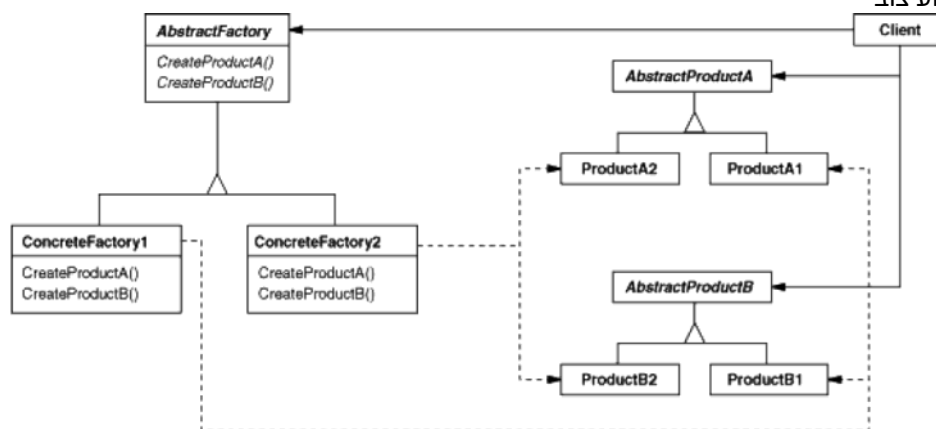 AbstractFactory
CreateProductA()
CreateProductB()
Client
AbstractProductA
ProductA2
ProductA1
ConcreteFactory1
CreateProductA()
CreateProductB()
ConcreteFactory2
CreateProductA()
CreateProductB()
AbstractProductB
ProductB2
ProductB1